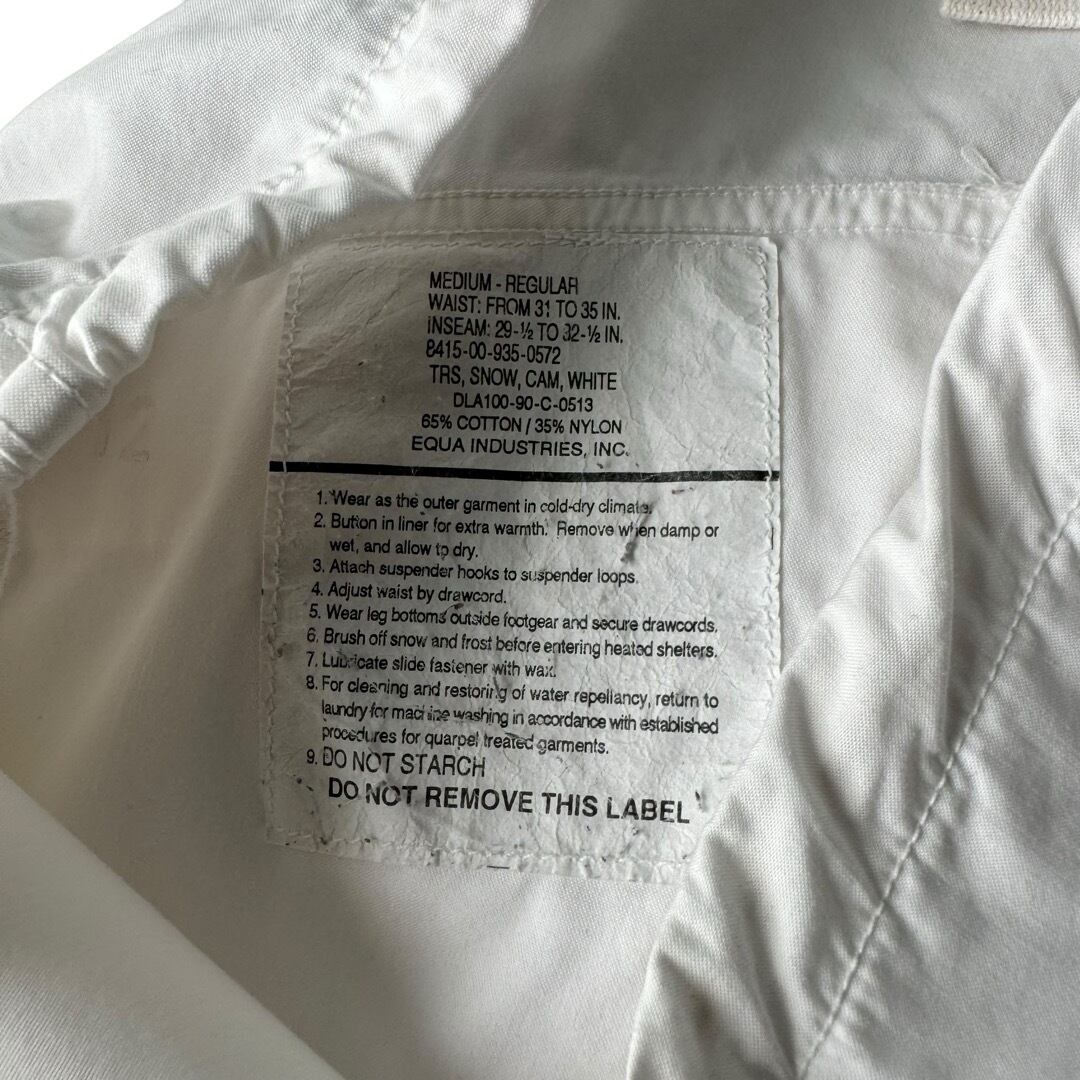 MEDIUM - REGULAR
WAIST: FROM 31 TO 35 IN.
INSEAM: 29-½ TO 32-½ IN.
8415-00-935-0572
TRS, SNOW, CAM, WHITE
DLA100-90-C-0513
65% COTTON / 35% NYLON
EQUA INDUSTRIES, INC.
1. Wear as the outer garment in cold-dry climate.
2. Button in liner for extra warmth. Remove when damp or
wet, and allow to dry.
3. Attach suspender hooks to suspender loops.
4. Adjust waist by drawcord.
5. Wear leg bottoms outside footgear and secure drawcords.
6. Brush off snow and frost before entering heated shelters.
7. Lubricate slide fastener with wax.
8. For cleaning and restoring of water repellancy, return to
laundry for machine washing in accordance with established
procedures for quarpel treated garments.
9. DO NOT STARCH
DO NOT REMOVE THIS LABEL